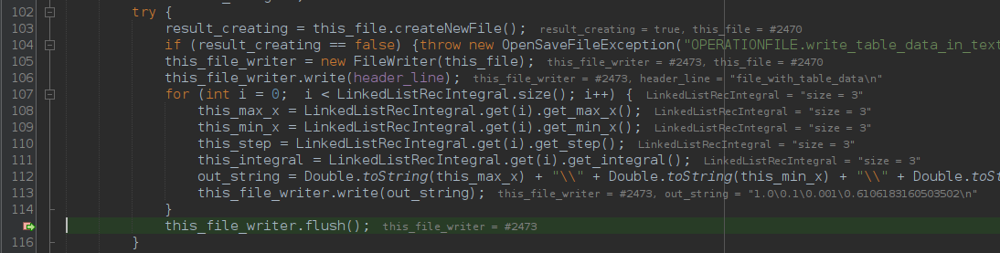 102 try {
103 result_creating = this_file.createNewFile(); result_creating = true, this_file = #2470
104 if (result_creating == false) {throw new OpenSaveFileException("OPERATIONFILE.write_table_data_in_text
105 this_file_writer = new FileWriter(this_file); this_file_writer = #2473, this_file = #2470
106 this_file_writer.write(header_line); this_file_writer = #2473, header_line = "file_with_table_data\n"
107 for (int i = 0; i < LinkedListRecIntegral.size(); i++) { LinkedListRecIntegral = "size = 3"
108 this_max_x = LinkedListRecIntegral.get(i).get_max_x(); LinkedListRecIntegral = "size = 3"
109 this_min_x = LinkedListRecIntegral.get(i).get_min_x(); LinkedListRecIntegral = "size = 3"
110 this_step = LinkedListRecIntegral.get(i).get_step(); LinkedListRecIntegral = "size = 3"
111 this_integral = LinkedListRecIntegral.get(i).get_integral(); LinkedListRecIntegral = "size = 3"
112 out_string = Double.toString(this_max_x) + "\\" + Double.toString(this_min_x) + "\\" + Double.toSt
113 this_file_writer.write(out_string); this_file_writer = #2473, out_string = "1.0\0.1\0.001\0.6106183160503502\n"
114 }
this_file_writer.flush(); this_file_writer = #2473
116 }